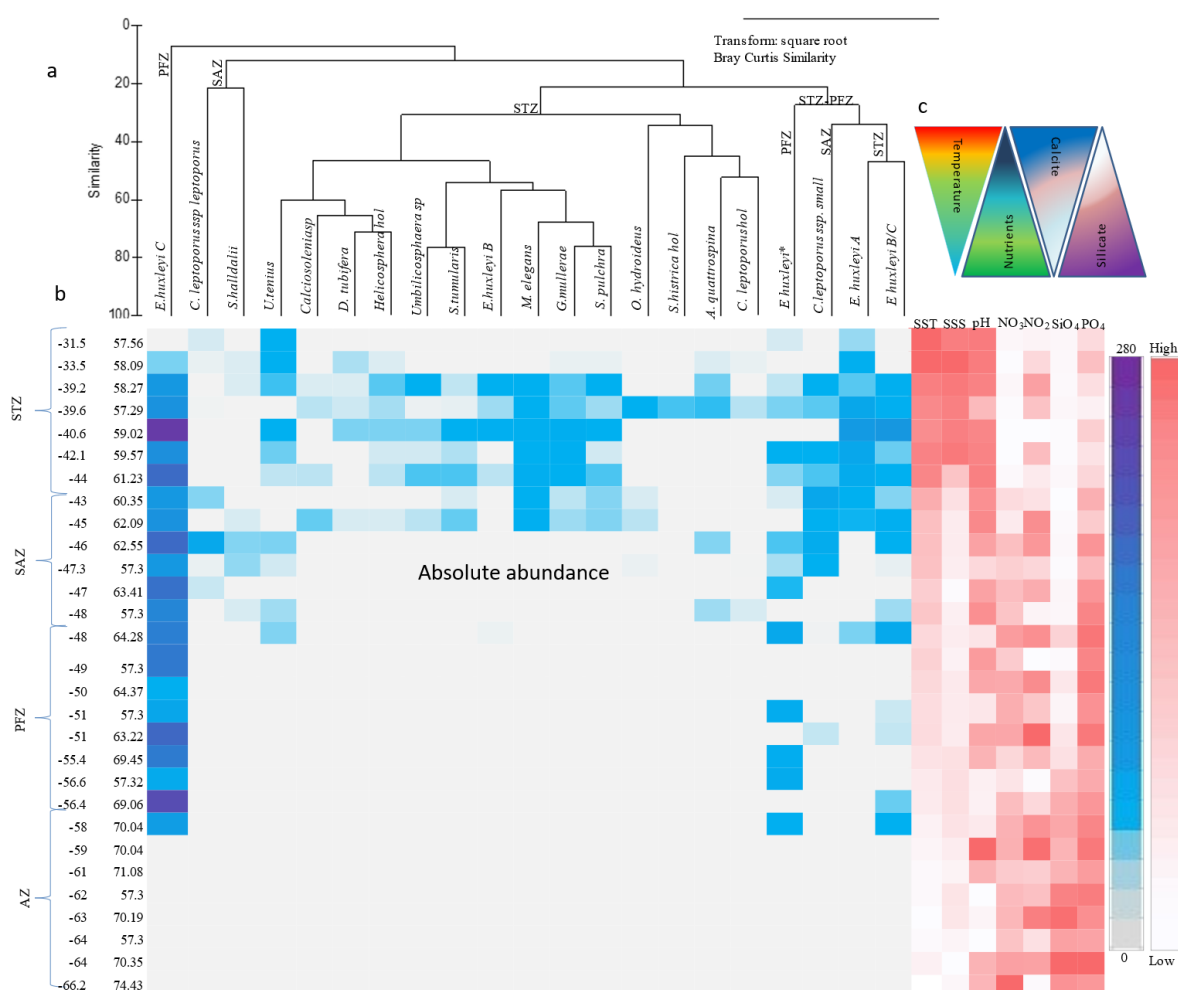 0
Transform: square root
Bray Curtis Similarity
a
PFZ
SAZ
20
STZ
STZ-PFZ
c
40
PFZ
SAZ
STZ
Similarity
60
80
100
Temperature
Nutrients
Calcite
Silicate
E.huxleyi C
C. leptoporus ssp leptoporus
S.halldalii
U.tenius
Calciosoleniasp
D. tubifera
Helicosphera hol
Umbilicosphaera sp
S.tumularis
E.huxleyi B
M. elegans
G.mullerae
S. pulchra
O. hydroideus
S.histrica hol
A. quattrospina
C. leptoporushol
E huxleyi*
C.leptoporus ssp. small
E. huxleyi A
E huxleyi B/C
b
SST SSS pH NO3 NO2 SiO4 PO4
280 High
-31.5 57.56
-33.5 58.09
-39.2 58.27
-39.6 57.29
STZ
-40.6 59.02
-42.1 59.57
-44 61.23
-43 60.35
-45 62.09
-46 62.55
SAZ
-47.3 57.3
Absolute abundance
-47 63.41
-48 57.3
-48 64.28
-49 57.3
-50 64.37
PFZ
-51 57.3
-51 63.22
-55.4 69.45
-56.6 57.32
-56.4 69.06
-58 70.04
-59 70.04
-61 71.08
AZ
-62 57.3
-63 70.19
-64 57.3
-64 70.35
-66.2 74.43
0 Low